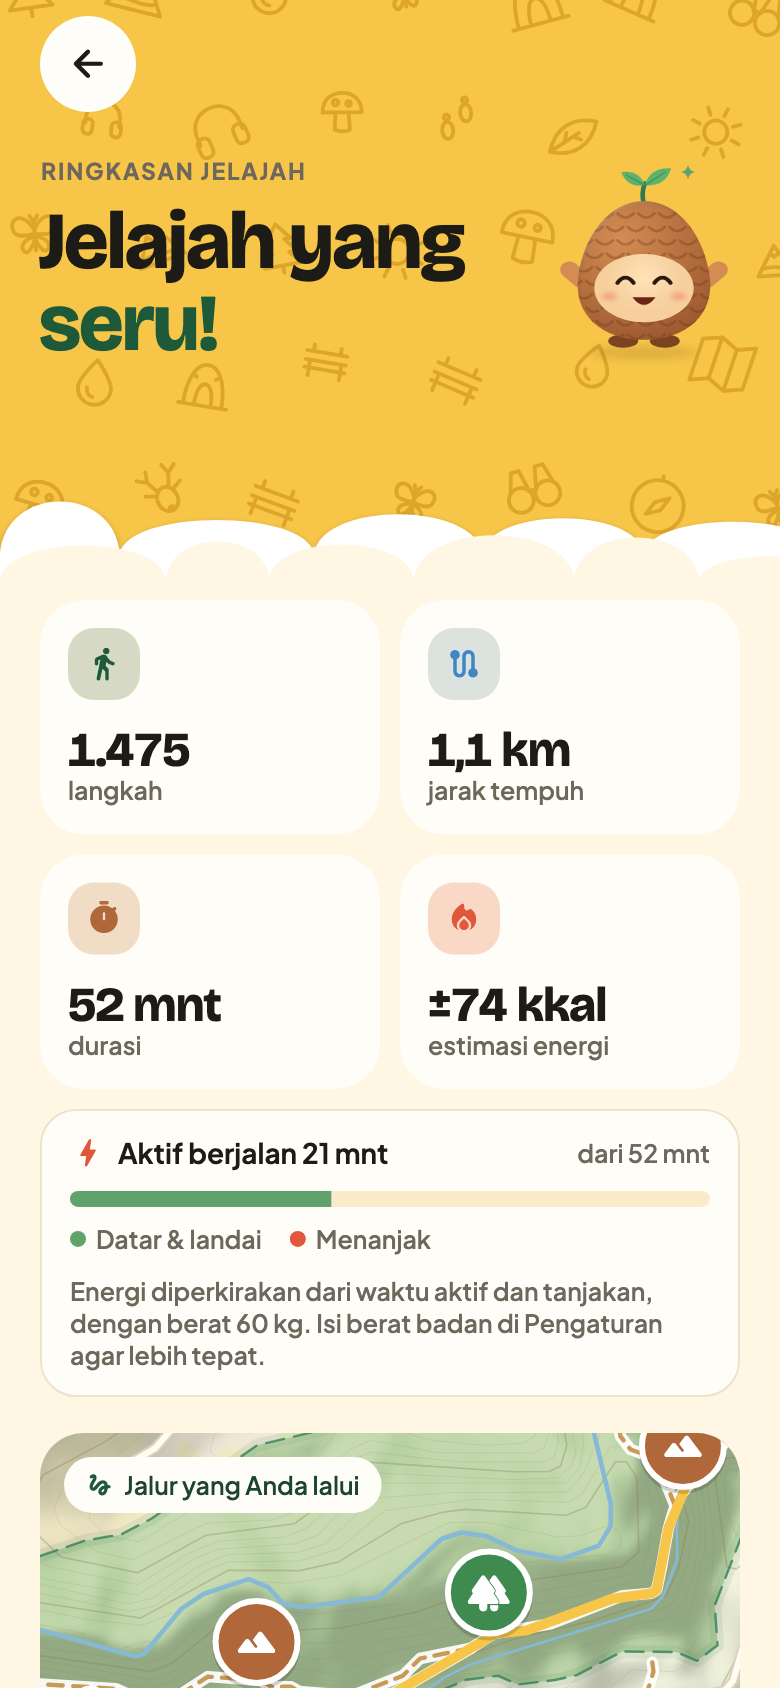 RINGKASAN JELAJAH
Jelajah yang
seru!
1.475
langkah
1,1 km
jarak tempuh
52 mnt
durasi
±74 kkal
estimasi energi
Aktif berjalan 21 mnt
dari 52 mnt
Datar & landai
Menanjak
Energi diperkirakan dari waktu aktif dan tanjakan,
dengan berat 60 kg. Isi berat badan di Pengaturan
agar lebih tepat.
Jalur yang Anda lalui